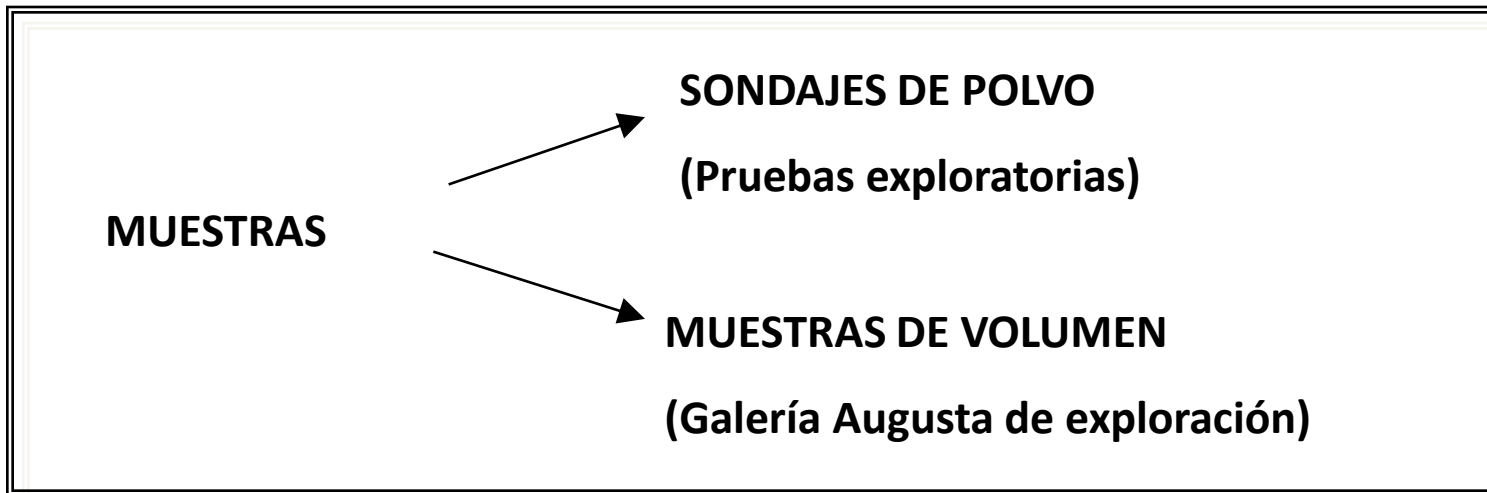 SONDAJES DE POLVO
(Pruebas exploratorias)
MUESTRAS
MUESTRAS DE VOLUMEN
(Galería Augusta de exploración)